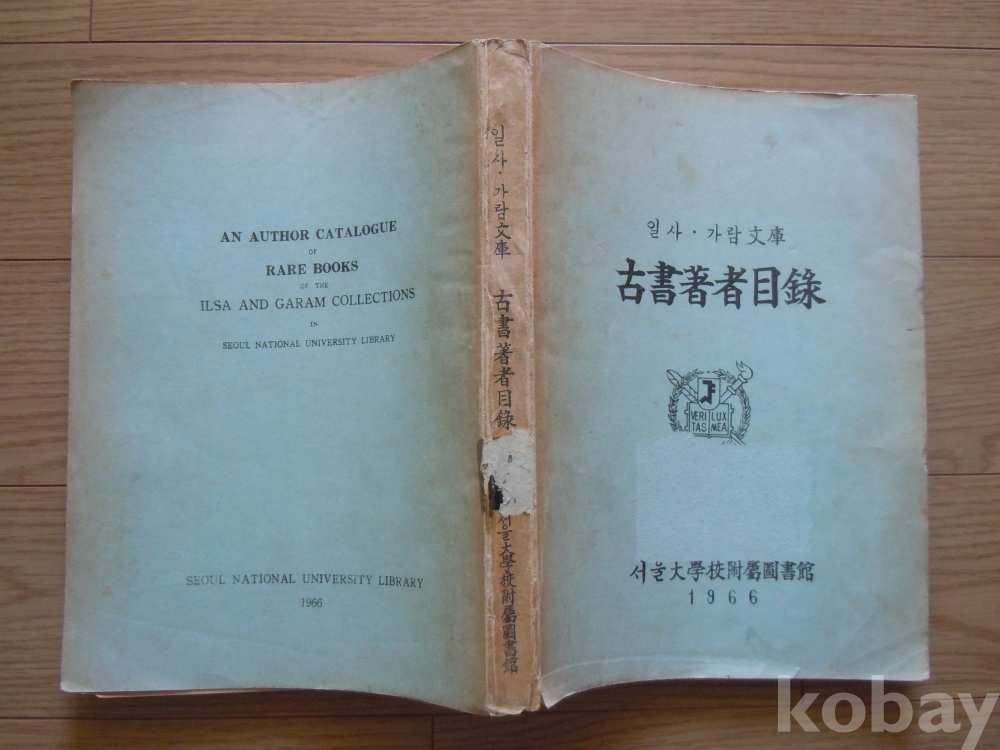 AN AUTHOR CATALOGUE
OF
RARE BOOKS
OF THE
ILSA AND GARAM COLLECTIONS
IN
SEOUL NATIONAL UNIVERSITY LIBRARY
SEOUL NATIONAL UNIVERSITY LIBRARY
1966
일사·가람文庫 古書著者目錄
서울大學校附屬圖書館
일사·가람文庫
古書著者目錄
VERI LUX
TAS MEA
서울大學校附屬圖書館
1966
kobay